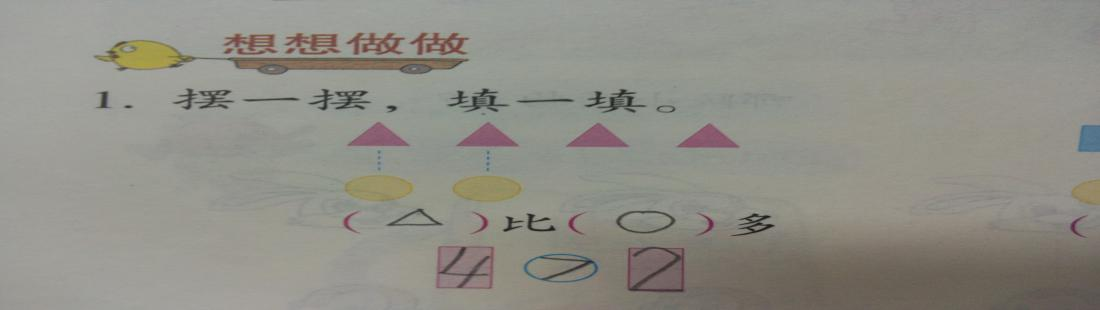 想想做做
1. 摆一摆，填一填。
(△)比(○)多
4 > 2
(